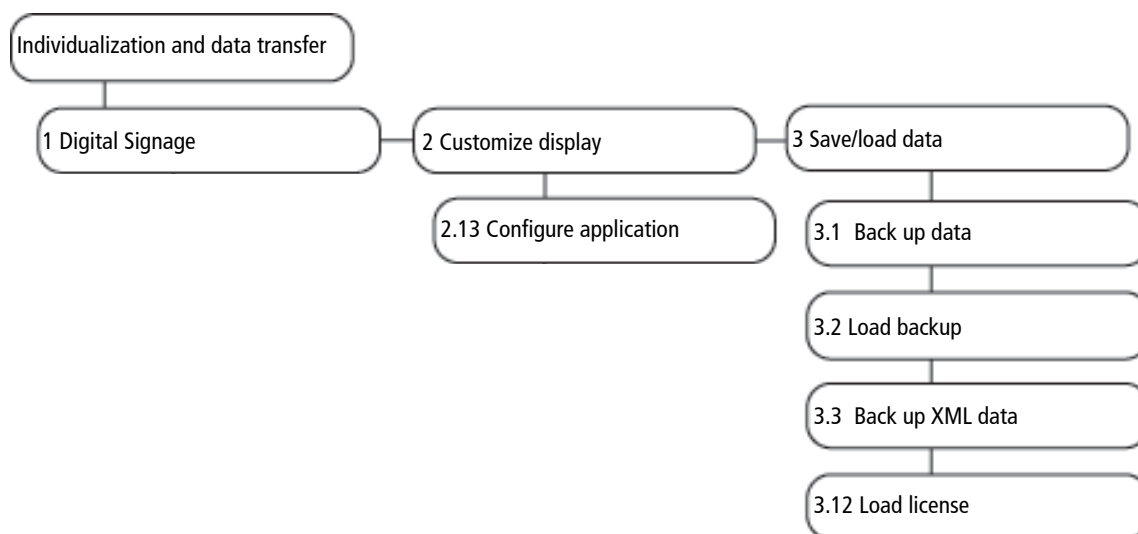 Individualization and data transfer
1 Digital Signage
2 Customize display
3 Save/load data
2.13 Configure application
3.1 Back up data
3.2 Load backup
3.3 Back up XML data
3.12 Load license